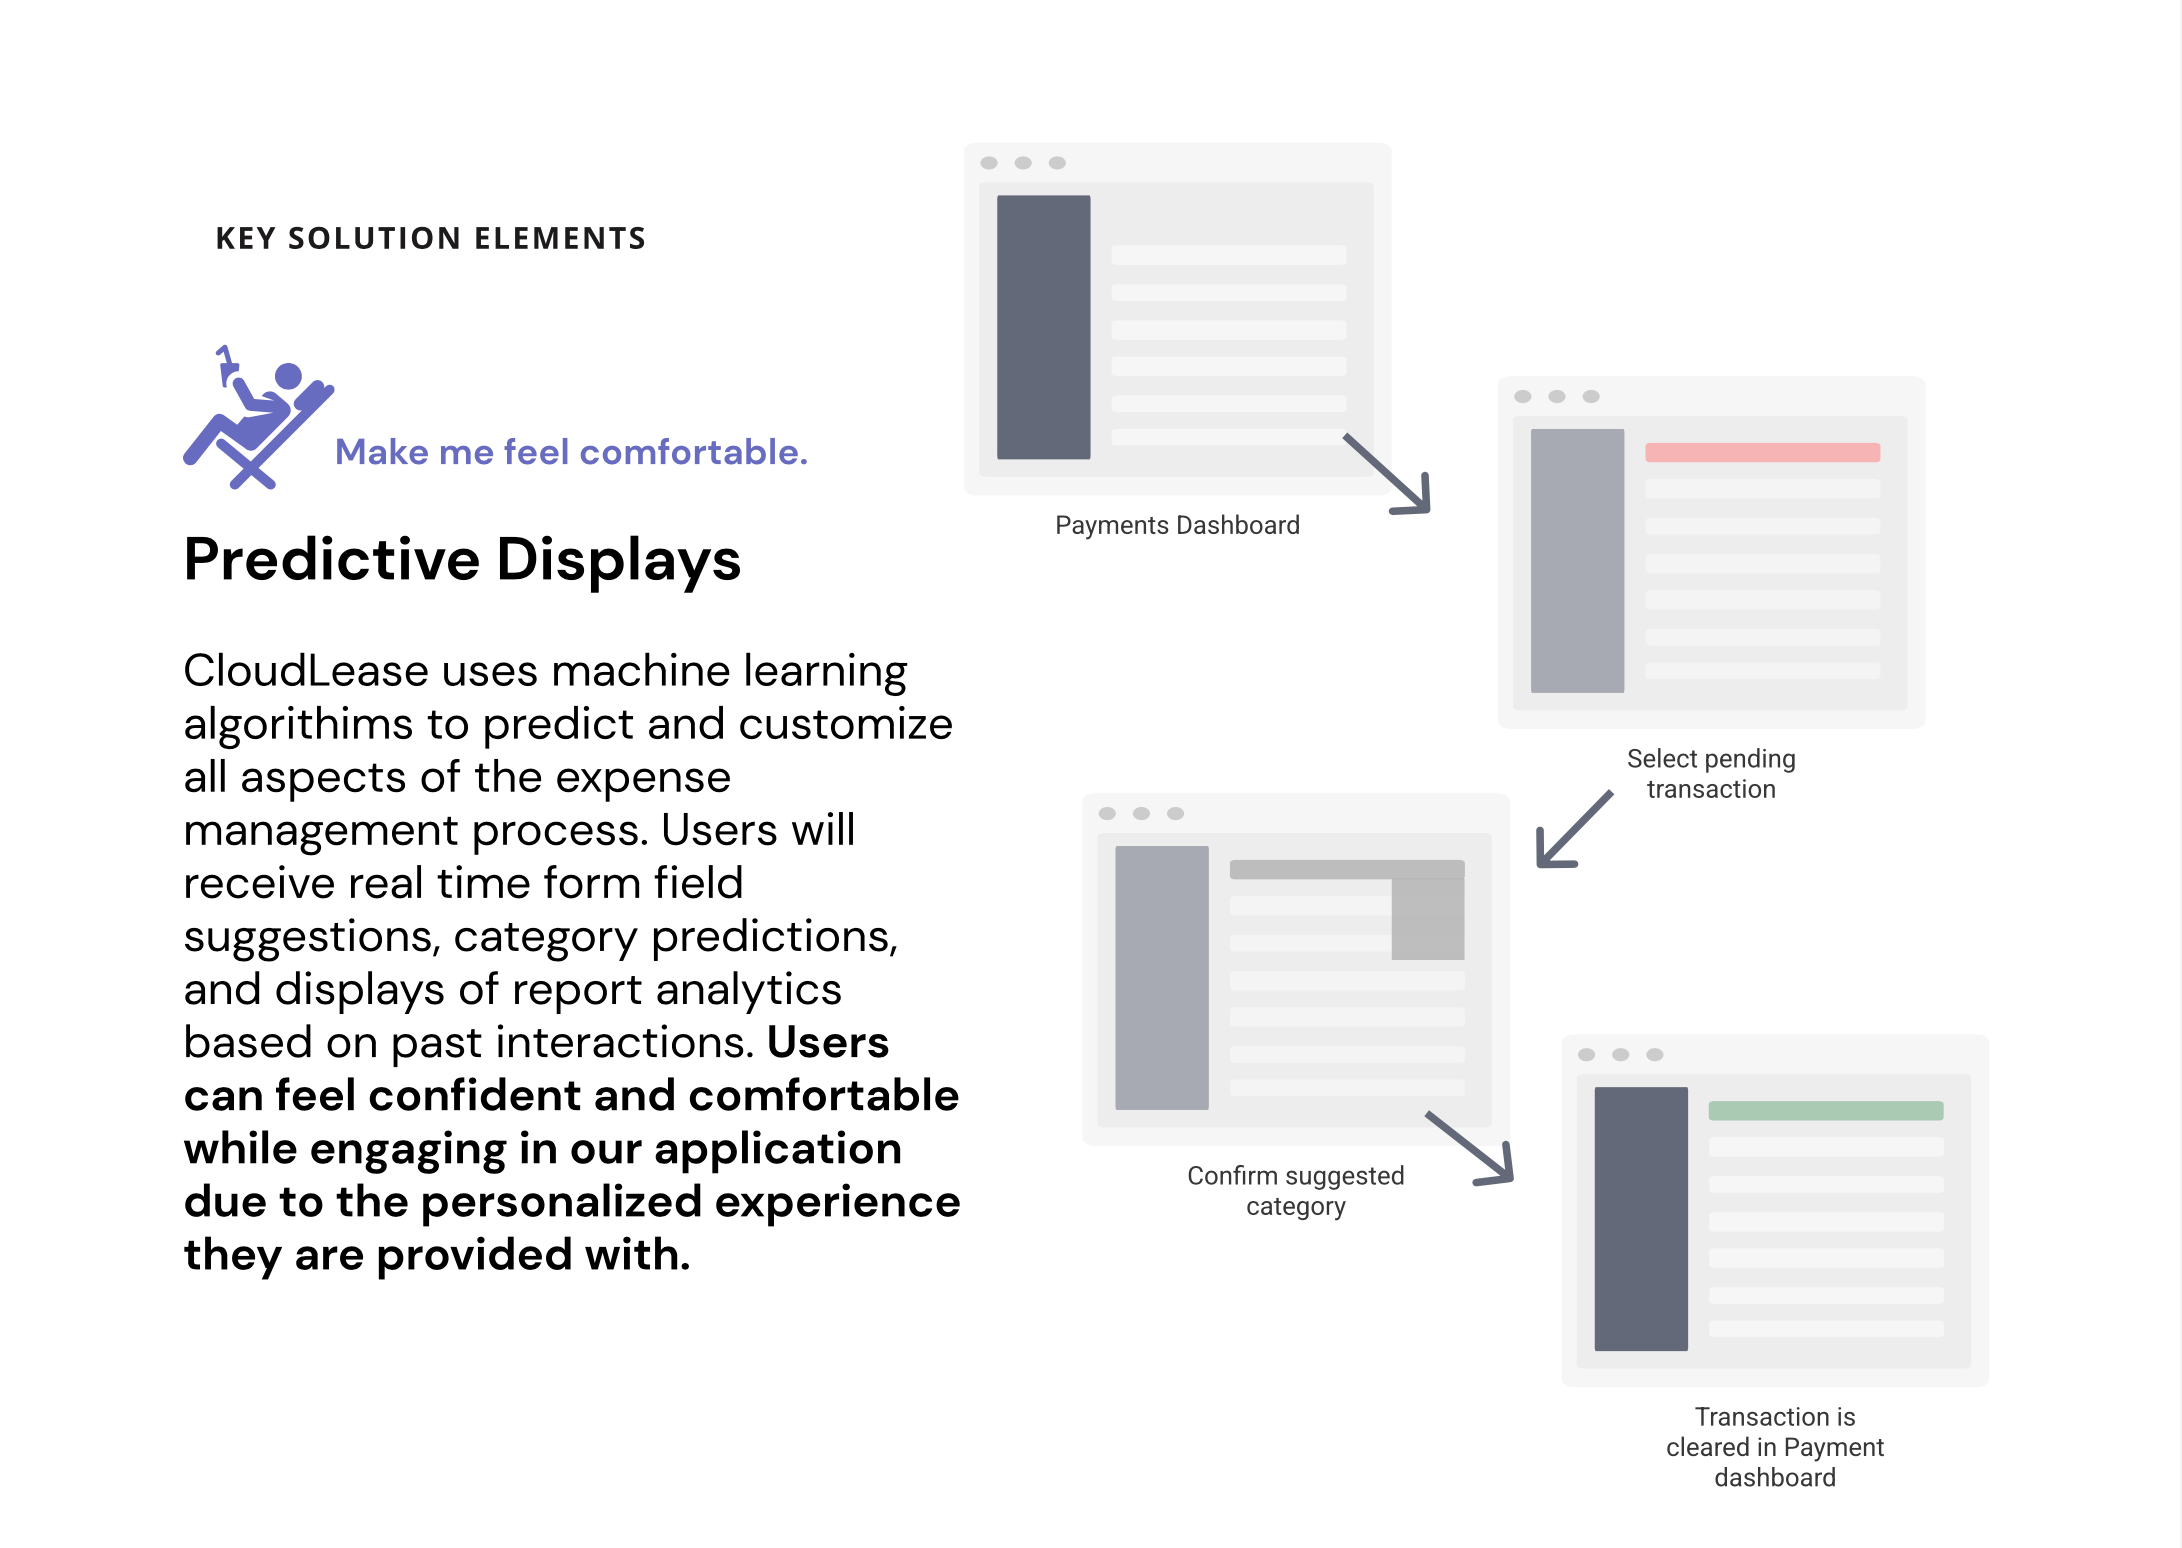 KEY SOLUTION ELEMENTS
Make me feel comfortable.
Predictive Displays
CloudLease uses machine learning
algorithims to predict and customize
all aspects of the expense
management process. Users will
receive real time form field
suggestions, category predictions,
and displays of report analytics
based on past interactions. Users
can feel confident and comfortable
while engaging in our application
due to the personalized experience
they are provided with.
Payments Dashboard
Select pending
transaction
Confirm suggested
category
Transaction is
cleared in Payment
dashboard